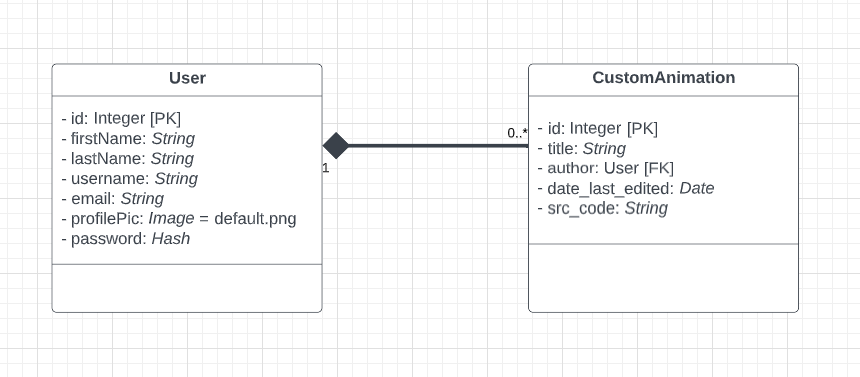 User
- id: Integer [PK]
- firstName: String
- lastName: String
- username: String
- email: String
- profilePic: Image = default.png
- password: Hash
1
0..*
CustomAnimation
- id: Integer [PK]
- title: String
- author: User [FK]
- date_last_edited: Date
- src_code: String